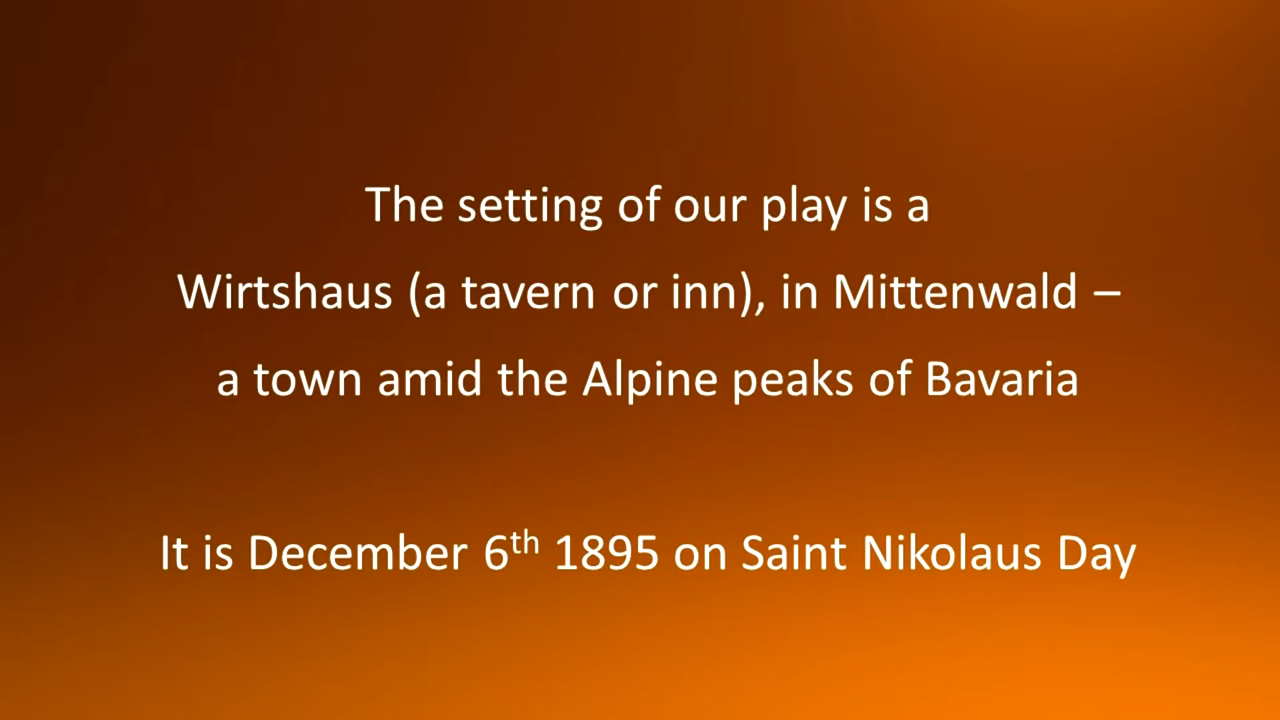 The setting of our play is a
Wirtshaus (a tavern or inn), in Mittenwald –
a town amid the Alpine peaks of Bavaria
It is December 6th 1895 on Saint Nikolaus Day